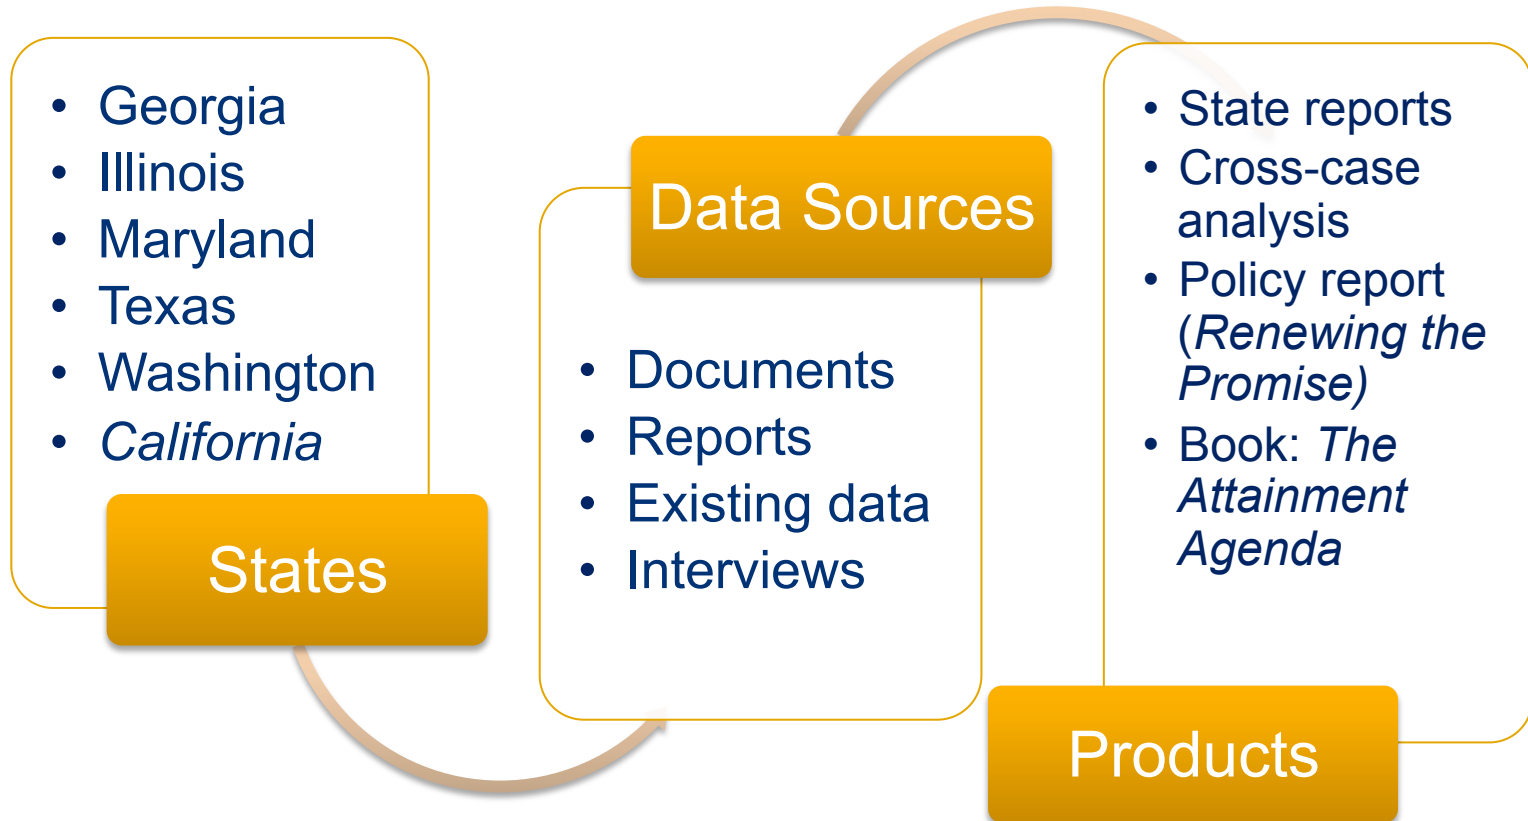 • Georgia
• Illinois
• Maryland
• Texas
• Washington
• California
States
Data Sources
• Documents
• Reports
• Existing data
• Interviews
• State reports
• Cross-case
analysis
• Policy report
(Renewing the
Promise)
• Book: The
Attainment
Agenda
Products